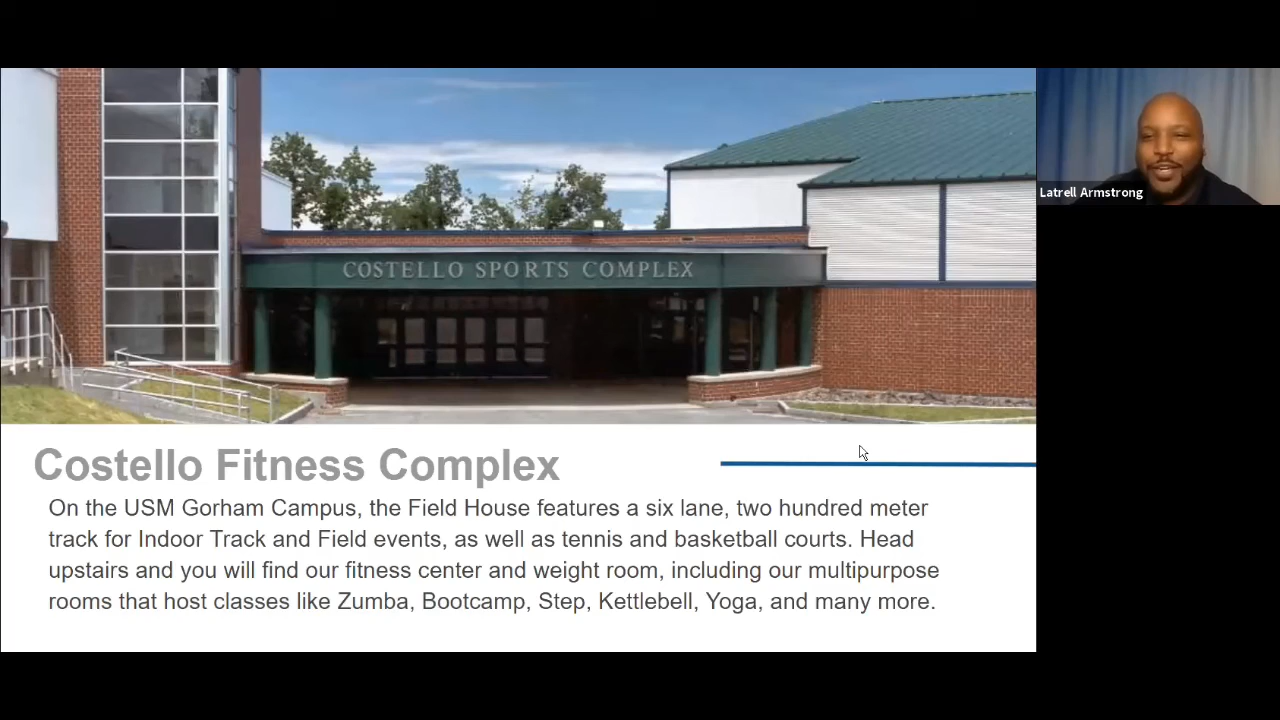 COSTELLO SPORTS COMPLEX
Latrell Armstrong
Costello Fitness Complex
On the USM Gorham Campus, the Field House features a six lane, two hundred meter
track for Indoor Track and Field events, as well as tennis and basketball courts. Head
upstairs and you will find our fitness center and weight room, including our multipurpose
rooms that host classes like Zumba, Bootcamp, Step, Kettlebell, Yoga, and many more.